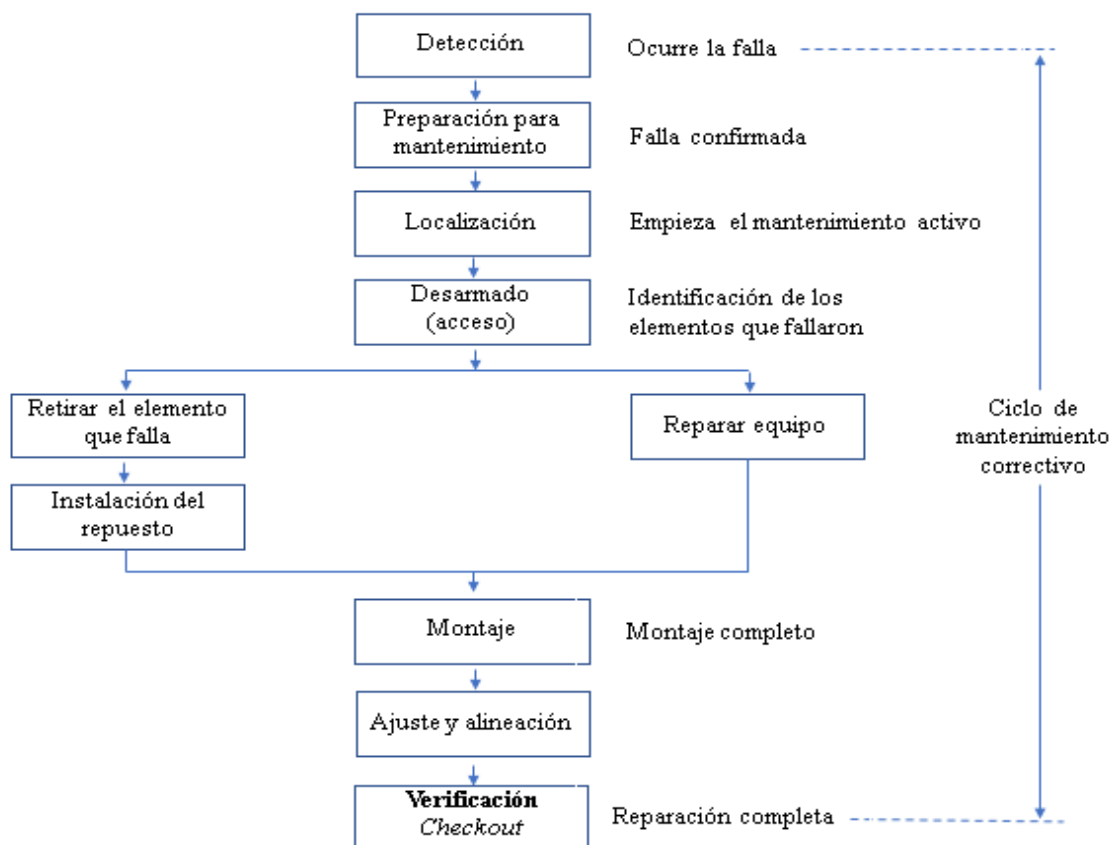 Detección
Ocurre la falla
Preparación para
mantenimiento
Falla confirmada
Localización
Empieza el mantenimiento activo
Desarmado
(acceso)
Identificación de los
elementos que fallaron
Retirar el elemento
que falla
Reparar equipo
Ciclo de
mantenimiento
correctivo
Instalación del
repuesto
Montaje
Montaje completo
Ajuste y alineación
Verificación
Checkout
Reparación completa